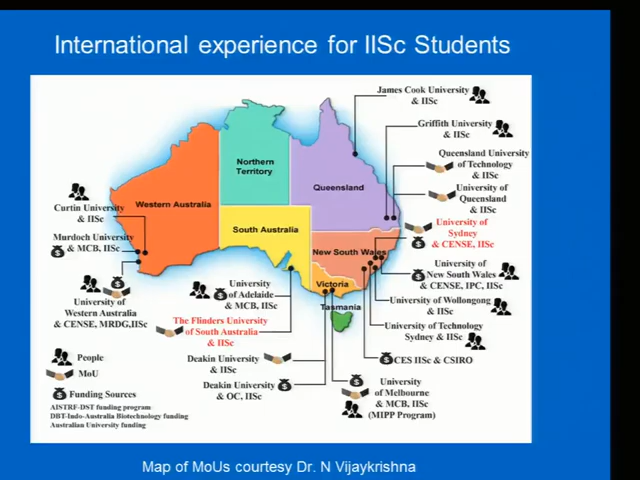 International experience for IISc Students
James Cook University
& IISc
Griffith University
& IISc
Queensland University
of Technology
& IISc
University of
Queensland
& IISc
University of
Sydney
& CENSE, IISc
University of
New South Wales
& CENSE, IPC, IISc
University of Wollongong
& IISc
University of Technology
Sydney & IISc
CES IISc & CSIRO
University
of Melbourne
& MCB, IISc
(MIPP Program)
Northern
Territory
Western Australia
Queensland
South Australia
New South Wales
Victoria
Tasmania
Curtin University
& IISc
Murdoch University
& MCB, IISc
University of
Western Australia
& CENSE, MRDG,IISc
University
of Adelaide
& MCB, IISc
The Flinders University
of South Australia
& IISc
Deakin University
& IISc
Deakin University
& OC, IISc
People
MoU
Funding Sources
AISTRF-DST funding program
DBT-Indo-Australia Biotechnology funding
Australian University funding
Map of MoUs courtesy Dr. N Vijaykrishna